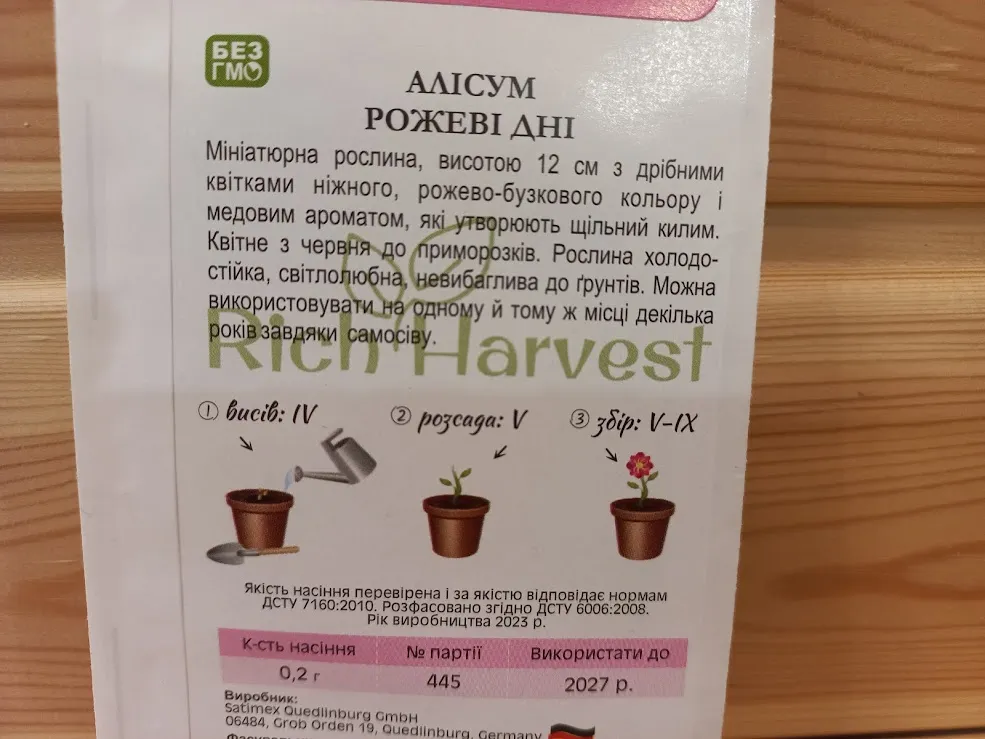 БЕЗ
ГМО
АЛІСУМ
РОЖЕВІ ДНІ
Мініатюрна рослина, висотою 12 см з дрібними
квітками ніжного, рожево-бузкового кольору і
медовим ароматом, які утворюють щільний килим.
Квітне з червня до приморозків. Рослина холодо-
стійка, світлолюбна, невибаглива до ґрунтів. Можна
використовувати на одному й тому ж місці декілька
років завдяки самосіву.
Rich Harvest
① висів: IV
② розсада: V
③ збір: V-IX
Якість насіння перевірена і за якістю відповідає нормам
ДСТУ 7160:2010. Розфасовано згідно ДСТУ 6006:2008.
Рік виробництва 2023 р.
К-сть насіння № партії Використати до
0,2 г 445 2027 р.
Виробник:
Satimex Quedlinburg GmbH
06484, Grob Orden 19, Quedlinburg, Germany